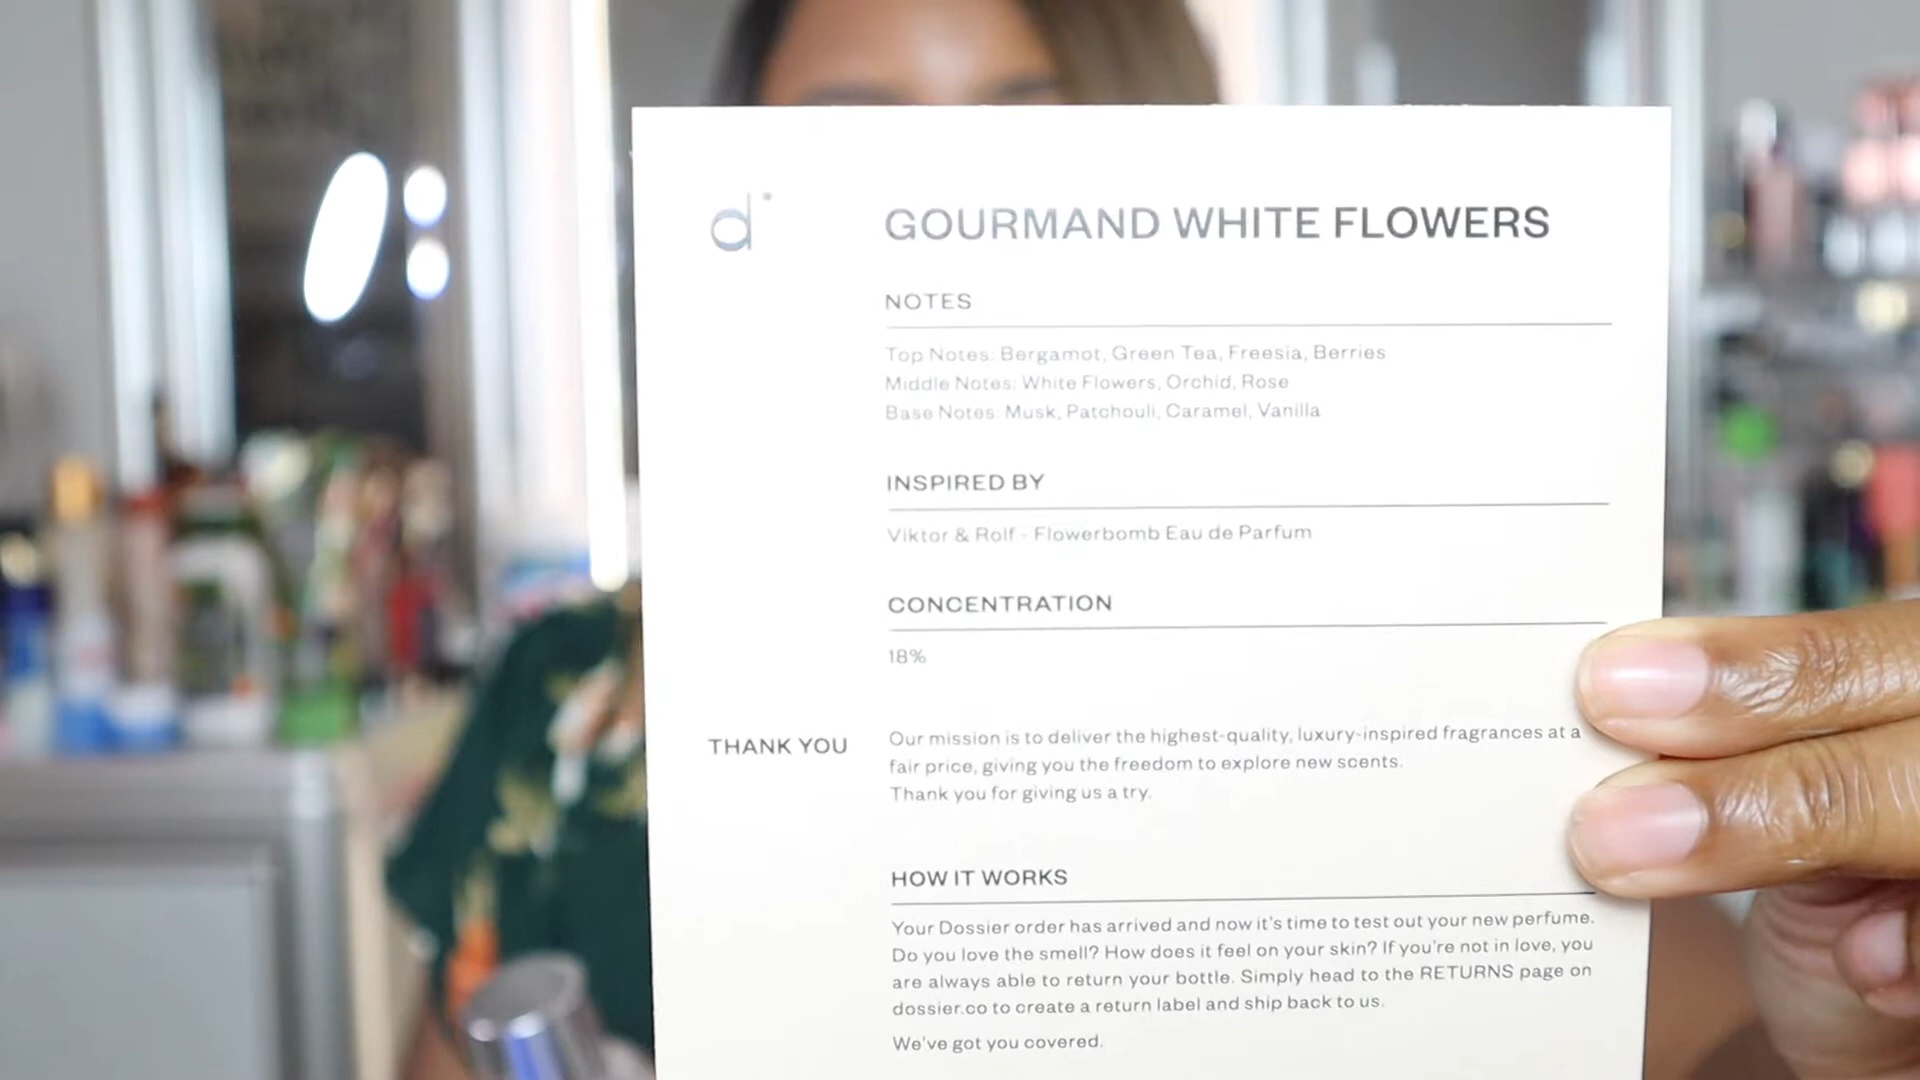 d
GOURMAND WHITE FLOWERS
NOTES
Top Notes: Bergamot, Green Tea, Freesia, Berries
Middle Notes: White Flowers, Orchid, Rose
Base Notes: Musk, Patchouli, Caramel, Vanilla
INSPIRED BY
Viktor & Rolf - Flowerbomb Eau de Parfum
CONCENTRATION
18%
THANK YOU
Our mission is to deliver the highest-quality, luxury-inspired fragrances at a
fair price, giving you the freedom to explore new scents.
Thank you for giving us a try.
HOW IT WORKS
Your Dossier order has arrived and now it's time to test out your new perfume.
Do you love the smell? How does it feel on your skin? If you're not in love, you
are always able to return your bottle. Simply head to the RETURNS page on
dossier.co to create a return label and ship back to us.
We've got you covered.